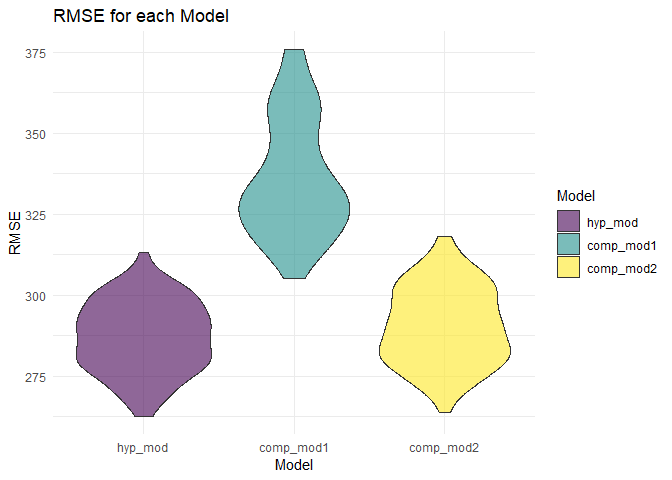 RMSE for each Model
375
350
325
300
275
RMSE
hyp_mod
comp_mod1
comp_mod2
Model
Model
hyp_mod
comp_mod1
comp_mod2